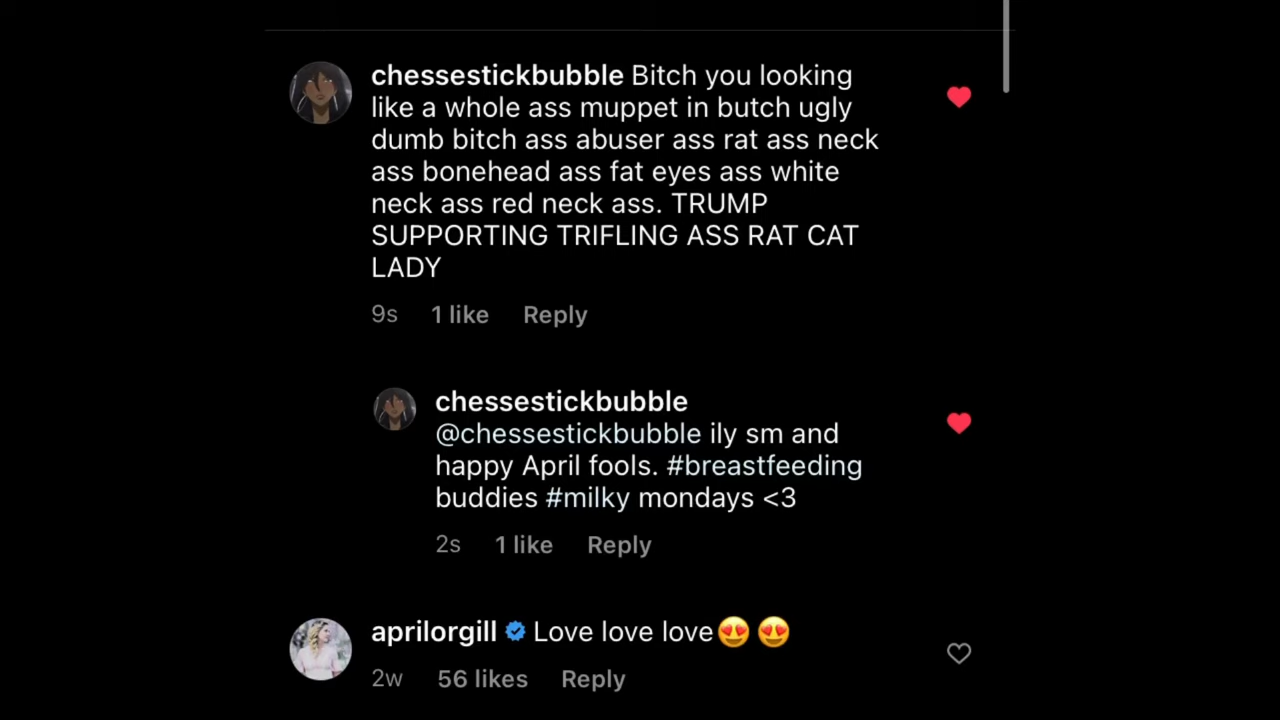 chessestickbubble Bitch you looking
like a whole ass muppet in butch ugly
dumb bitch ass abuser ass rat ass neck
ass bonehead ass fat eyes ass white
neck ass red neck ass. TRUMP
SUPPORTING TRIFLING ASS RAT CAT
LADY
9s 1 like Reply
chessestickbubble
@chessestickbubble ily sm and
happy April fools. #breastfeeding
buddies #milky mondays <3
2s 1 like Reply
aprilorgill Love love love😍 😍
2w 56 likes Reply